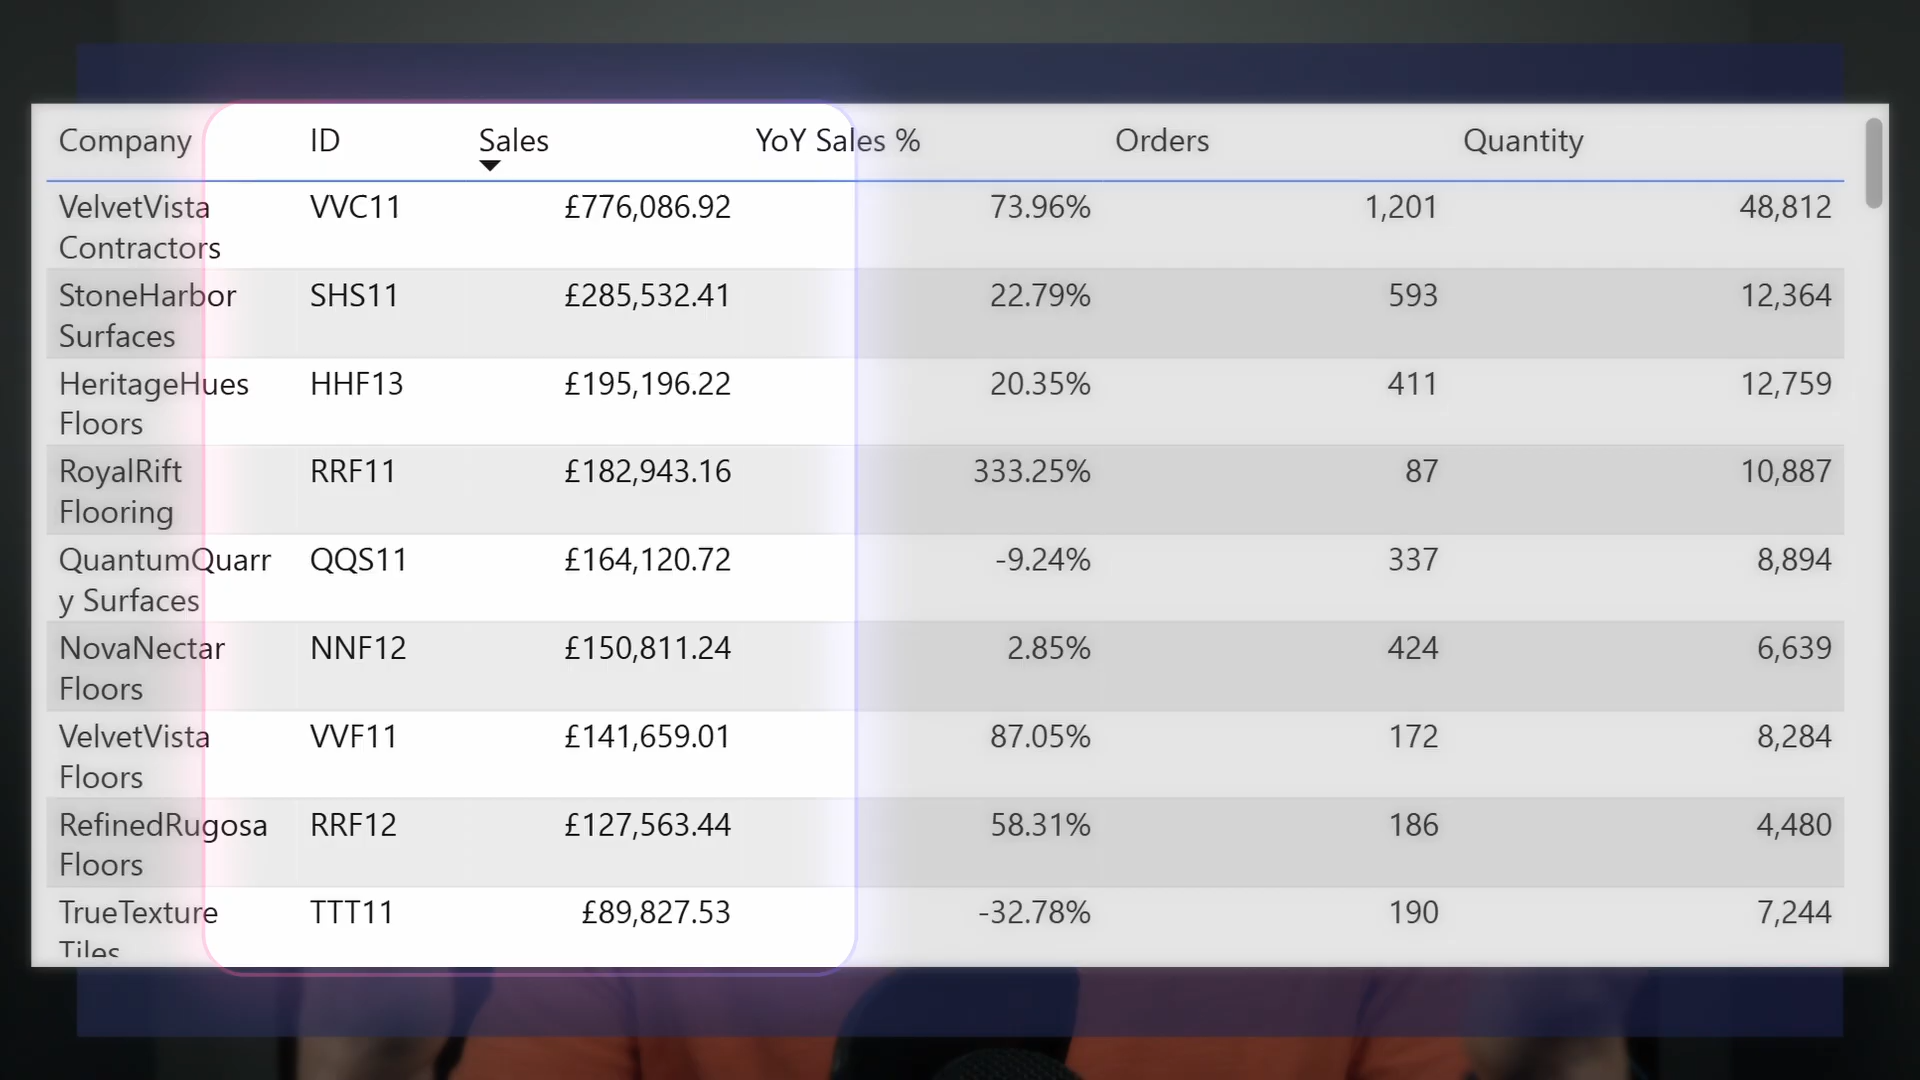 Company ID Sales YoY Sales % Orders Quantity
VelvetVista VVC11 £776,086.92 73.96% 1,201 48,812
Contractors
StoneHarbor SHS11 £285,532.41 22.79% 593 12,364
Surfaces
HeritageHues HHF13 £195,196.22 20.35% 411 12,759
Floors
RoyalRift RRF11 £182,943.16 333.25% 87 10,887
Flooring
QuantumQuarr QQS11 £164,120.72 -9.24% 337 8,894
y Surfaces
NovaNectar NNF12 £150,811.24 2.85% 424 6,639
Floors
VelvetVista VVF11 £141,659.01 87.05% 172 8,284
Floors
RefinedRugosa RRF12 £127,563.44 58.31% 186 4,480
Floors
TrueTexture TTT11 £89,827.53 -32.78% 190 7,244
Tiles